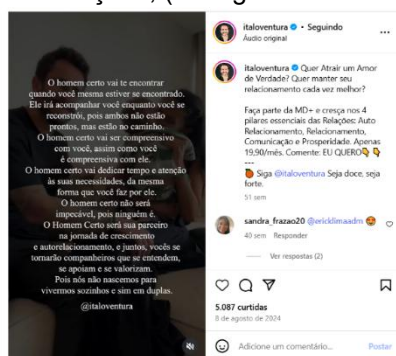 O homem certo vai te encontrar
quando você mesma estiver se encontrado.
Ele irá acompanhar você enquanto você se
reconstrói, pois ambos não estão
prontos, mas estão no caminho.
O homem certo vai ser compreensivo
com você, assim como você
é compreensiva com ele.
O homem certo vai dedicar tempo e atenção
às suas necessidades, da mesma
forma que você faz por ele.
O homem certo não será
impecável, pois ninguém é.
O Homem Certo será sua parceiro
na jornada de crescimento
e autorelacionamento, e juntos, vocês se
tornarão companheiros que se entendem,
se apoiam e se valorizam.
Pois nós não nascemos para
vivermos sozinhos e sim em duplas.
@italoventura
italoventura • Seguindo
Áudio original
italoventura Quer Atrair um Amor
de Verdade? Quer manter seu
relacionamento cada vez melhor?
Faça parte da MD+ e cresça nos 4
pilares essenciais das Relações: Auto
Relacionamento, Relacionamento,
Comunicação e Prosperidade. Apenas
19,90/mês. Comente: EU QUERO👇👇
---
🍊 Siga @italoventura Seja doce, seja
forte.
51 sem
sandra_frazao20 @ericklimaadm 😍
40 sem Responder
Ver respostas (2)
5.087 curtidas
8 de agosto de 2024
Adicione um comentário...
Postar